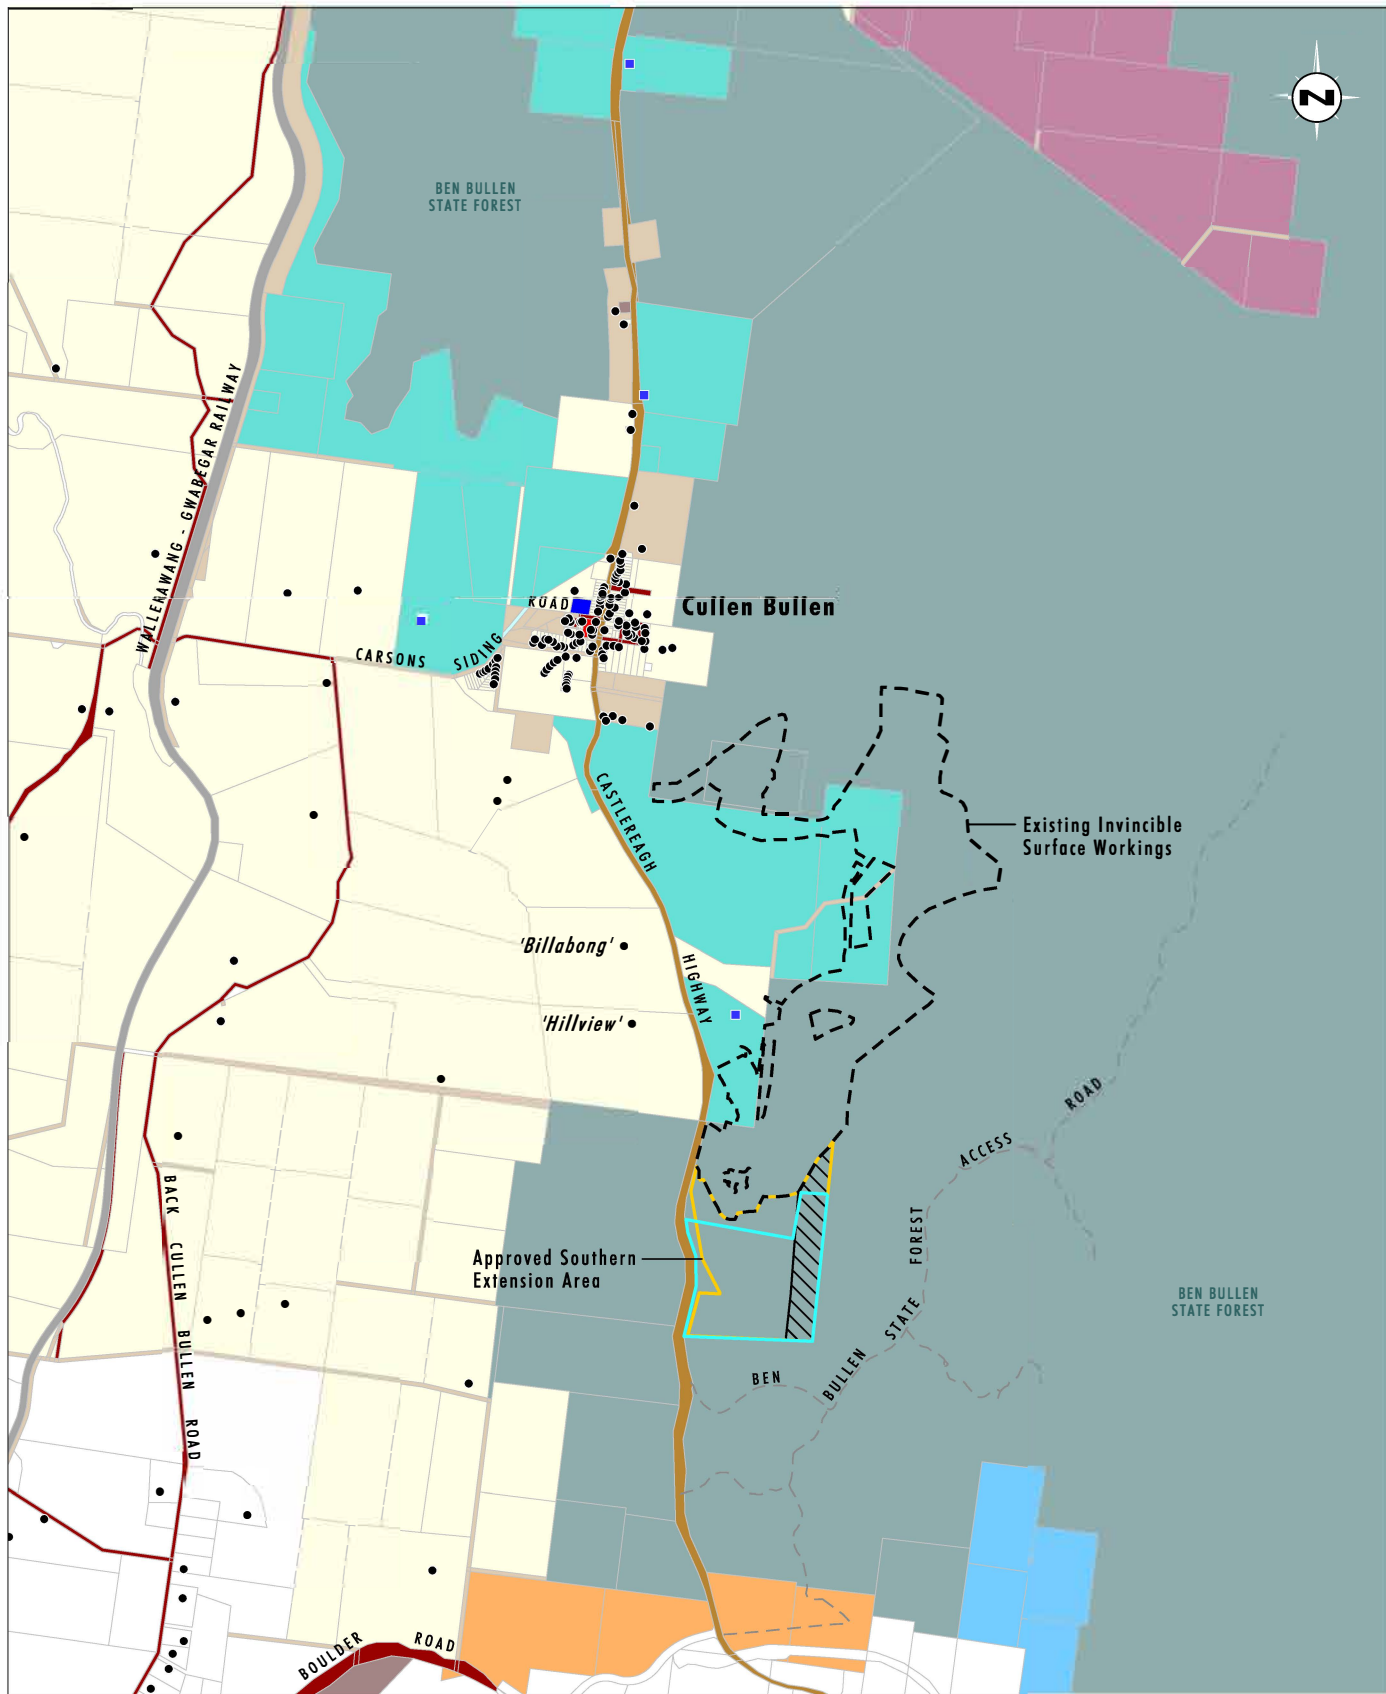 N
BEN BULLEN
STATE FOREST
WALLERAWANG - GWABEGAR RAILWAY
ROAD
Cullen Bullen
CARSONS SIDING
CASTLEREAGH
Existing Invincible
Surface Workings
'Billabong'
HIGHWAY
'Hillview'
ROAD
ACCESS
FOREST
BACK CULLEN BULLEN ROAD
Approved Southern
Extension Area
BEN BULLEN
STATE FOREST
STATE
BULLEN
BEN
BOULDER ROAD